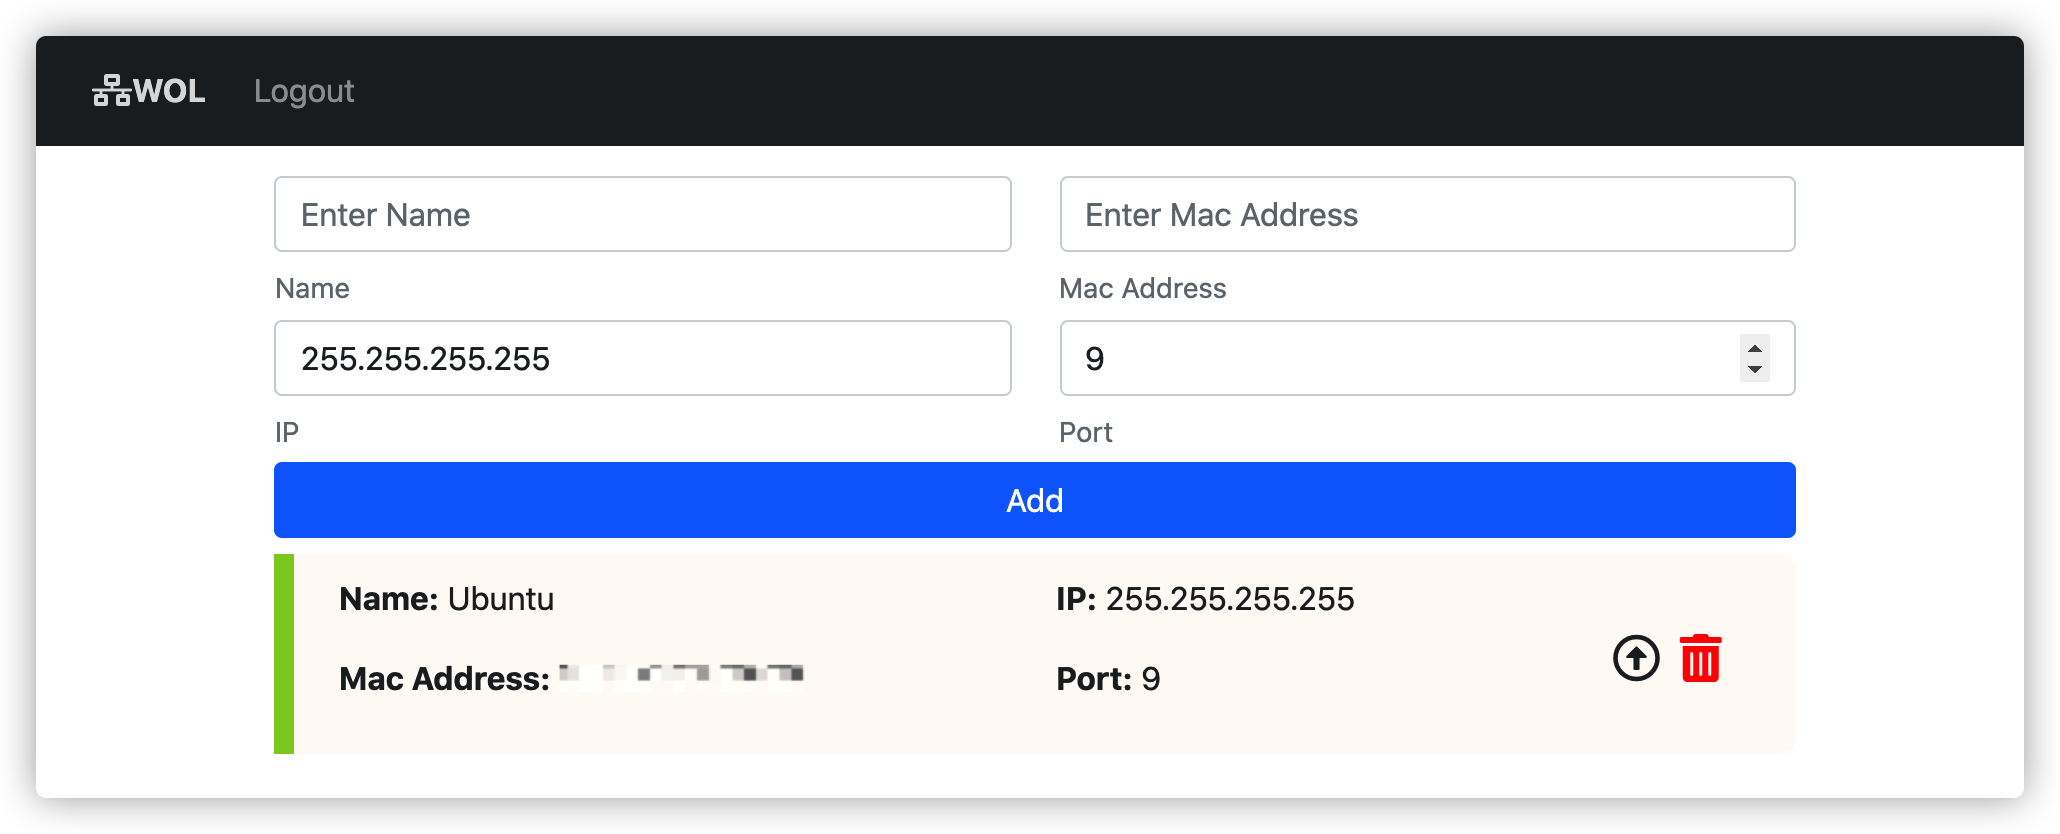 WOL Logout
Enter Name
Enter Mac Address
Name
Mac Address
255.255.255.255
9
IP
Port
Add
Name: Ubuntu
IP: 255.255.255.255
Mac Address:
Port: 9